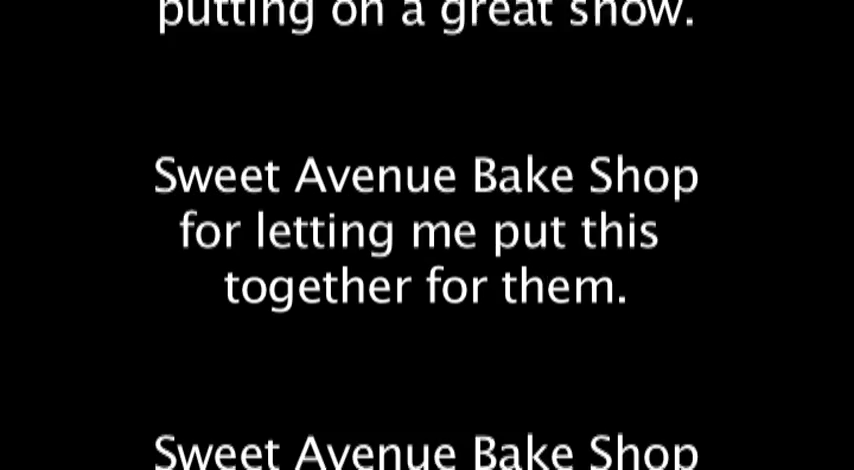 putting on a great show.
Sweet Avenue Bake Shop
for letting me put this
together for them.
Sweet Avenue Bake Shop